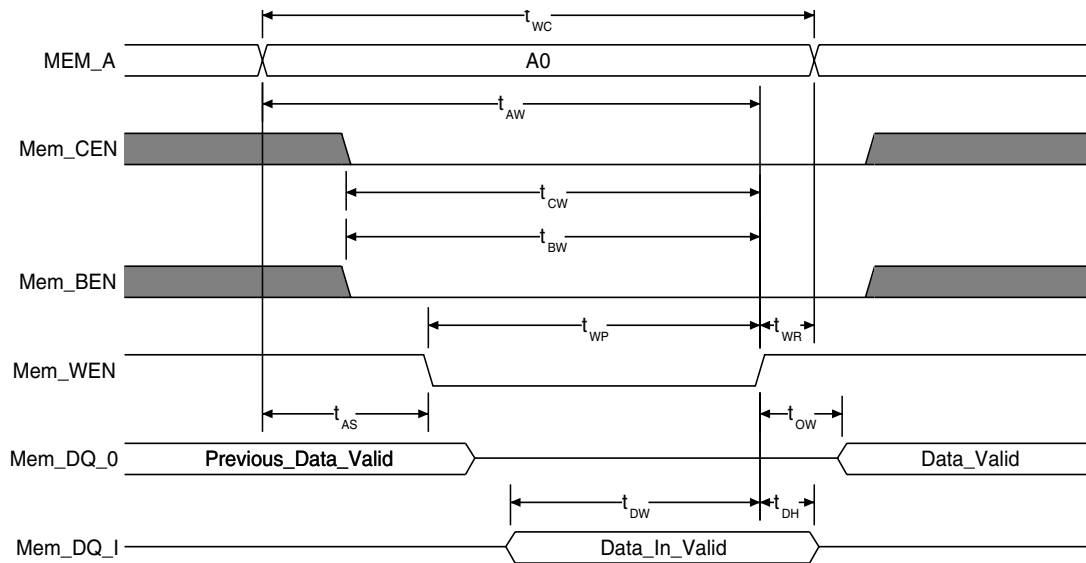 tWC
MEM_A
A0
tAW
Mem_CEN
tCW
tBW
Mem_BEN
tWP
tWR
Mem_WEN
tAS
tOW
Mem_DQ_0
Previous_Data_Valid
Data_Valid
tDW
tDH
Mem_DQ_I
Data_In_Valid